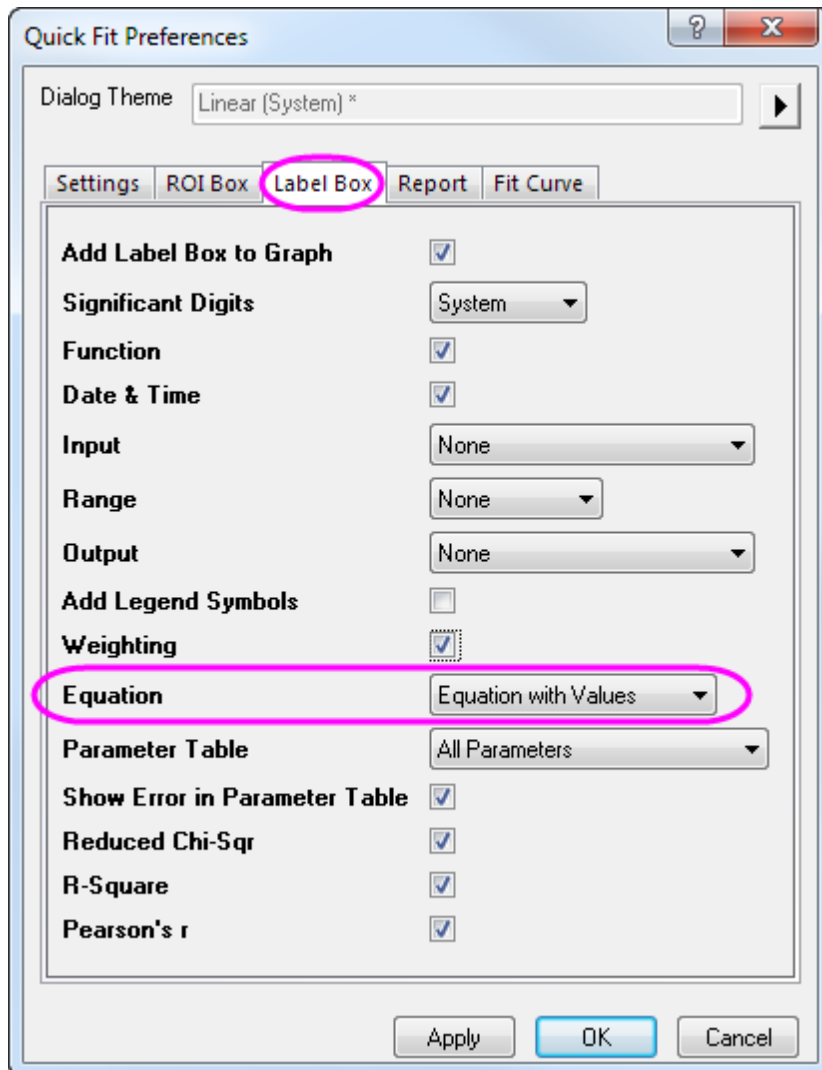 Quick Fit Preferences
Dialog Theme Linear (System) *
Settings ROI Box Label Box Report Fit Curve
Add Label Box to Graph
Significant Digits System
Function
Date & Time
Input None
Range None
Output None
Add Legend Symbols
Weighting
Equation Equation with Values
Parameter Table All Parameters
Show Error in Parameter Table
Reduced Chi-Sqr
R-Square
Pearson's r
Apply OK Cancel